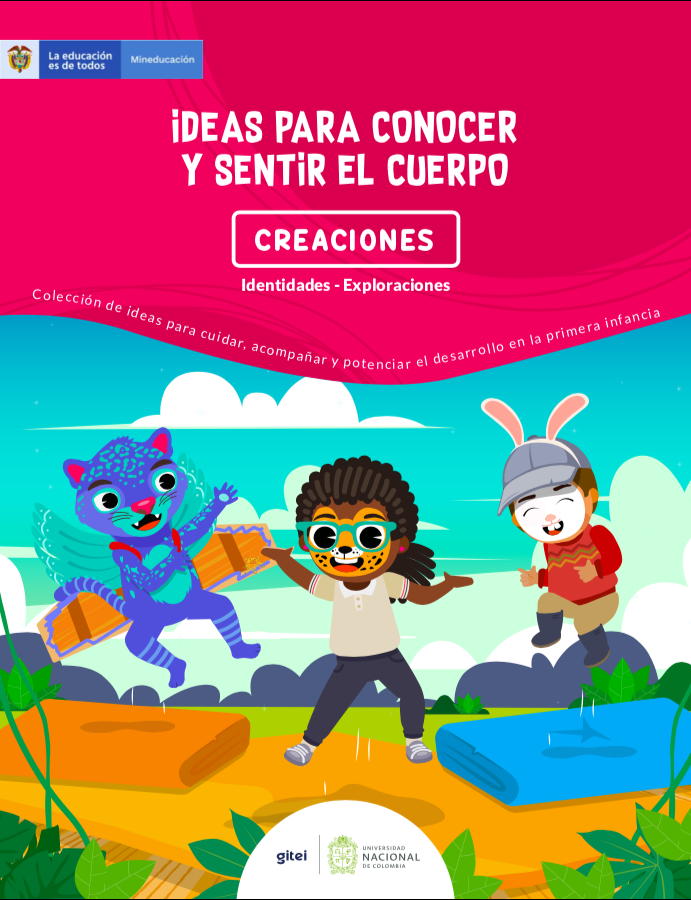 La educación
es de todos
Mineducación
iDEAS PARA CONOCER
Y SENTiR EL CUERPO
CREACIONES
Identidades - Exploraciones
Colección de ideas para cuidar, acompañar y potenciar el desarrollo en la primera infancia
gitei
UNIVERSIDAD
NACIONAL
DE COLOMBIA